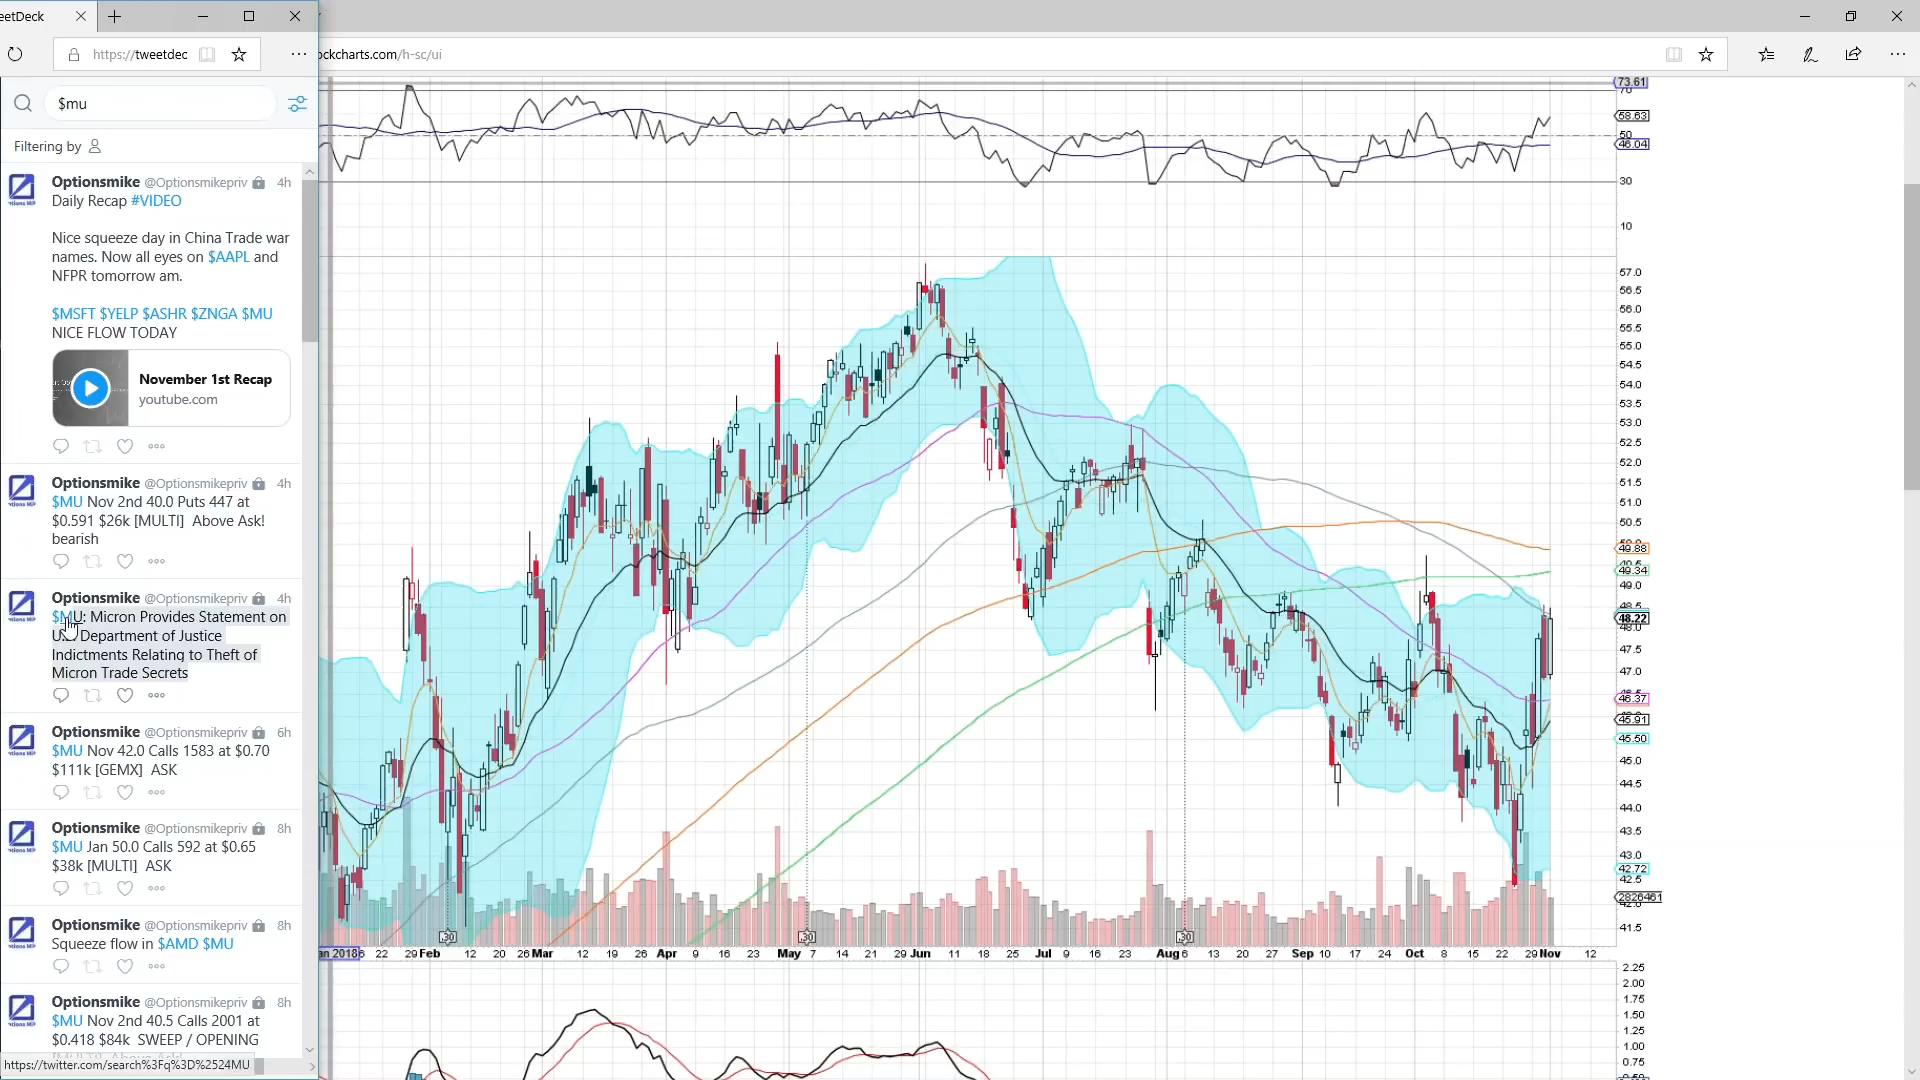 eetDeck
https://tweetdec
ockcharts.com/h-sc/ui
$mu
Filtering by
Optionsmike @Optionsmikepriv 4h
Daily Recap #VIDEO
Nice squeeze day in China Trade war
names. Now all eyes on $AAPL and
NFPR tomorrow am.
$MSFT $YELP $ASHR $ZNGA $MU
NICE FLOW TODAY
November 1st Recap
youtube.com
Optionsmike @Optionsmikepriv 4h
$MU Nov 2nd 40.0 Puts 447 at
$0.591 $26k [MULTI] Above Ask!
bearish
Optionsmike @Optionsmikepriv 4h
$MU: Micron Provides Statement on
Department of Justice
Indictments Relating to Theft of
Micron Trade Secrets
Optionsmike @Optionsmikepriv 6h
$MU Nov 42.0 Calls 1583 at $0.70
$111k [GEMX] ASK
Optionsmike @Optionsmikepriv 8h
$MU Jan 50.0 Calls 592 at $0.65
$38k [MULTI] ASK
Optionsmike @Optionsmikepriv 8h
Squeeze flow in $AMD $MU
Optionsmike @Optionsmikepriv 8h
$MU Nov 2nd 40.5 Calls 2001 at
$0.418 $84k SWEEP / OPENING
https://twitter.com/search%3Fq%3D%2524MU
73.61
70
58.63
50
46.04
30
10
57.0
56.5
56.0
55.5
55.0
54.5
54.0
53.5
53.0
52.5
52.0
51.5
51.0
50.5
49.88
49.34
49.0
48.5
48.22
48.0
47.5
47.0
46.37
45.91
45.50
45.0
44.5
44.0
43.5
43.0
42.72
42.5
2826461
41.5
an 2018 22 29 Feb 12 20 26 Mar 12 19 26 Apr 9 16 23 May 7 14 21 29 Jun 11 18 25 Jul 9 16 23 Aug 6 13 20 27 Sep 10 17 24 Oct 8 15 22 29 Nov 12
.30 .30 .30
2.25
2.00
1.75
1.50
1.25
1.00
0.75